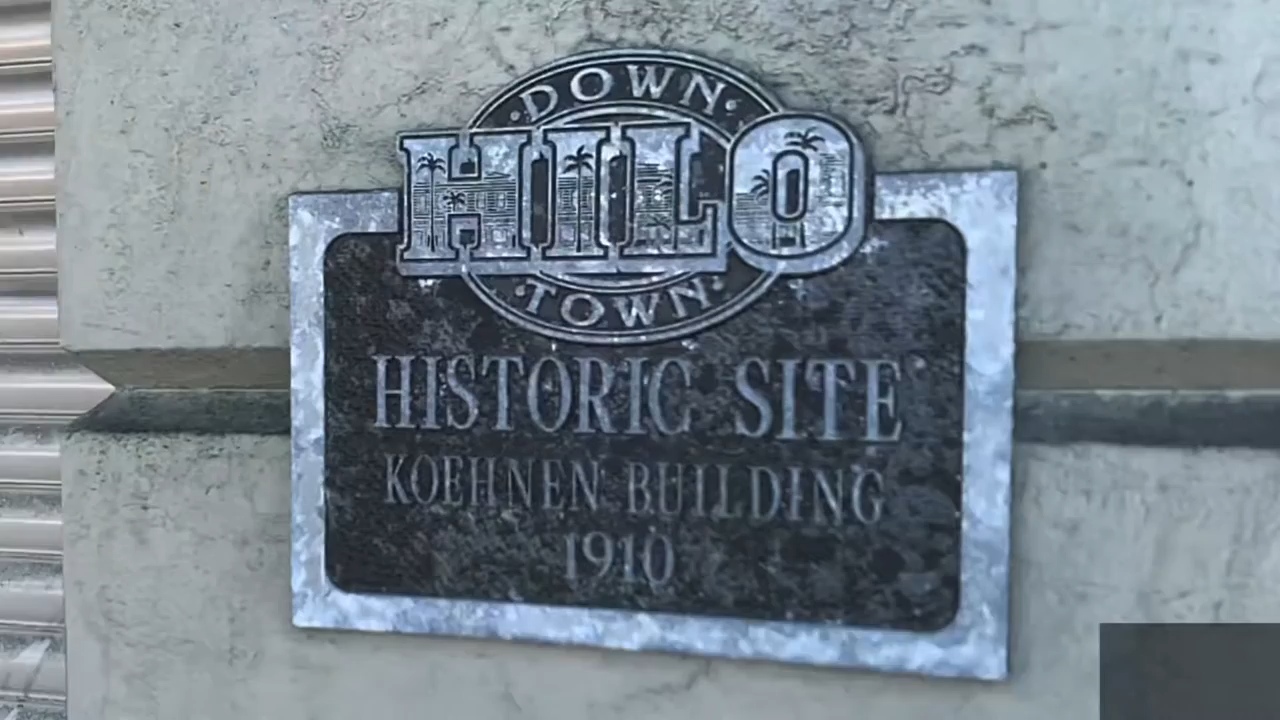 DOWN
HILO
TOWN
HISTORIC SITE
KOEHNEN BUILDING
1910